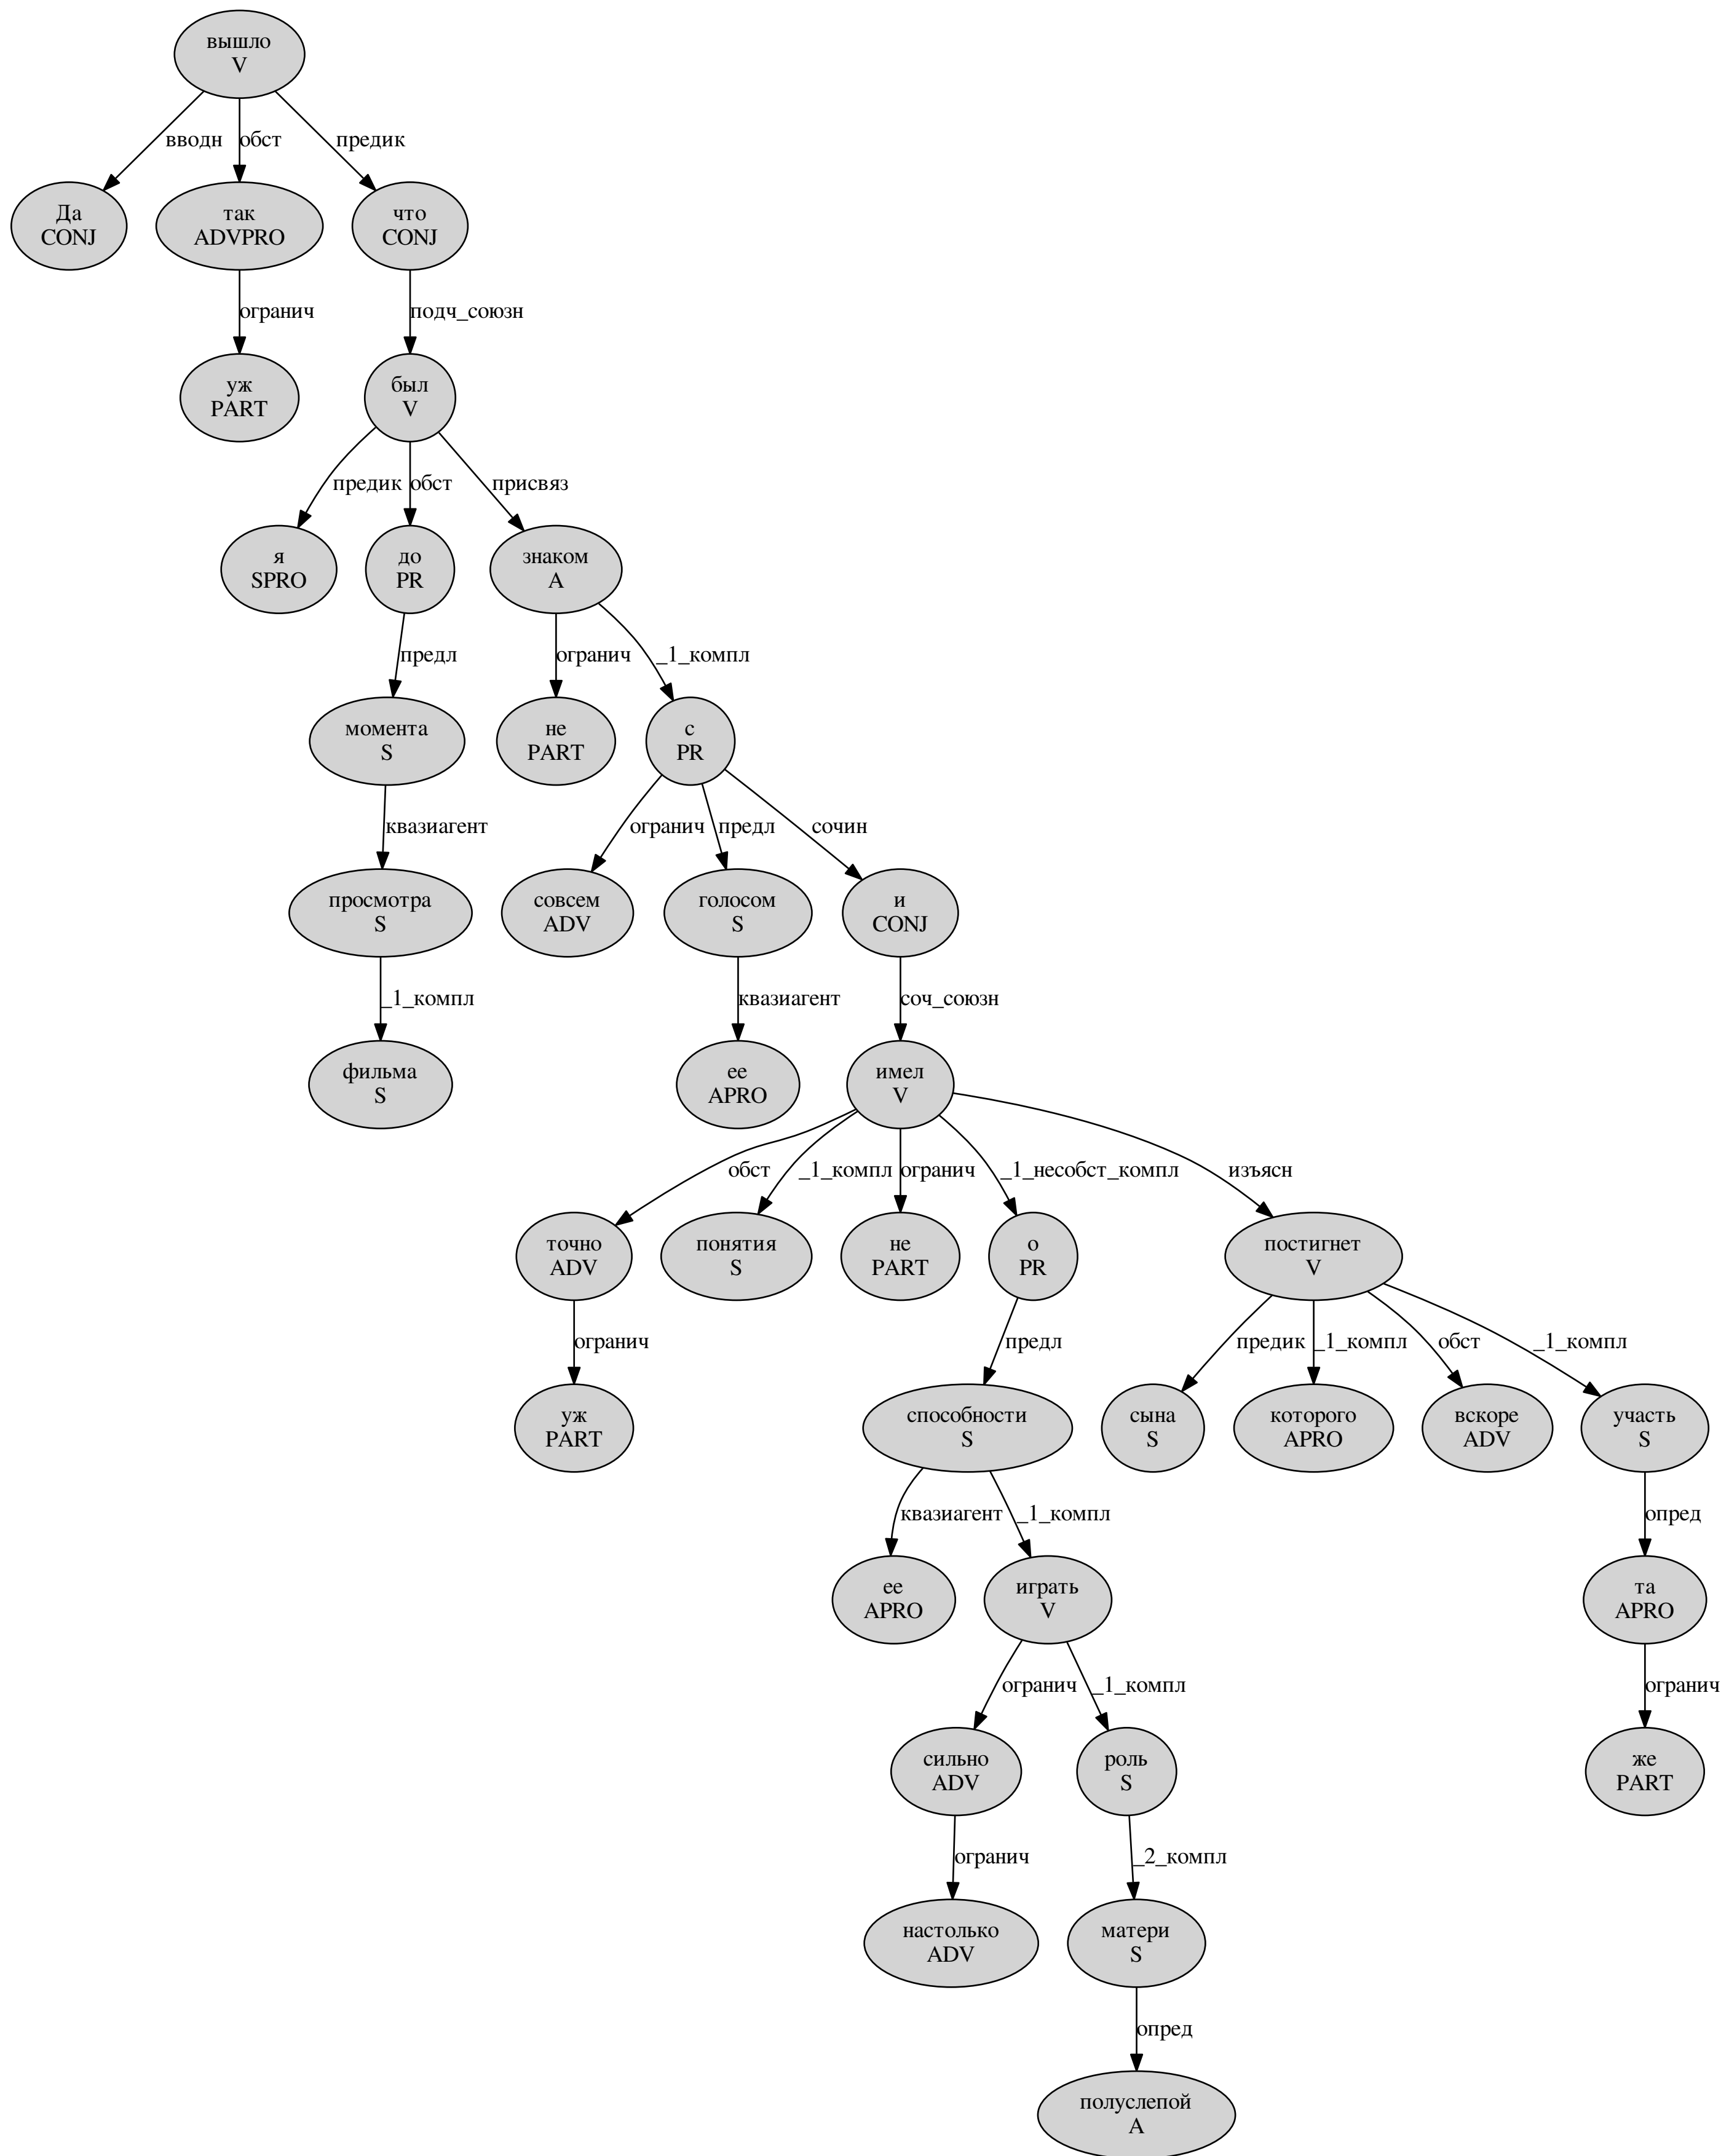 вышло
V
вводн
обст
предик
Да
CONJ
так
ADVPRO
что
CONJ
огранич
подч_союзн
уж
PART
был
V
предик
обст
присвяз
я
SPRO
до
PR
знаком
A
предл
огранич
_1_компл
момента
S
не
PART
с
PR
квазиагент
огранич
предл
сочин
просмотра
S
совсем
ADV
голосом
S
и
CONJ
_1_компл
квазиагент
соч_союзн
фильма
S
ее
APRO
имел
V
обст
_1_компл
огранич
_1_несобст_компл
изъясн
точно
ADV
понятия
S
не
PART
о
PR
постигнет
V
огранич
предл
предик
_1_компл
обст
_1_компл
уж
PART
способности
S
сына
S
которого
APRO
вскоре
ADV
участь
S
квазиагент
_1_компл
опред
ее
APRO
играть
V
та
APRO
огранич
_1_компл
огранич
сильно
ADV
роль
S
же
PART
огранич
_2_компл
настолько
ADV
матери
S
опред
полуслепой
A